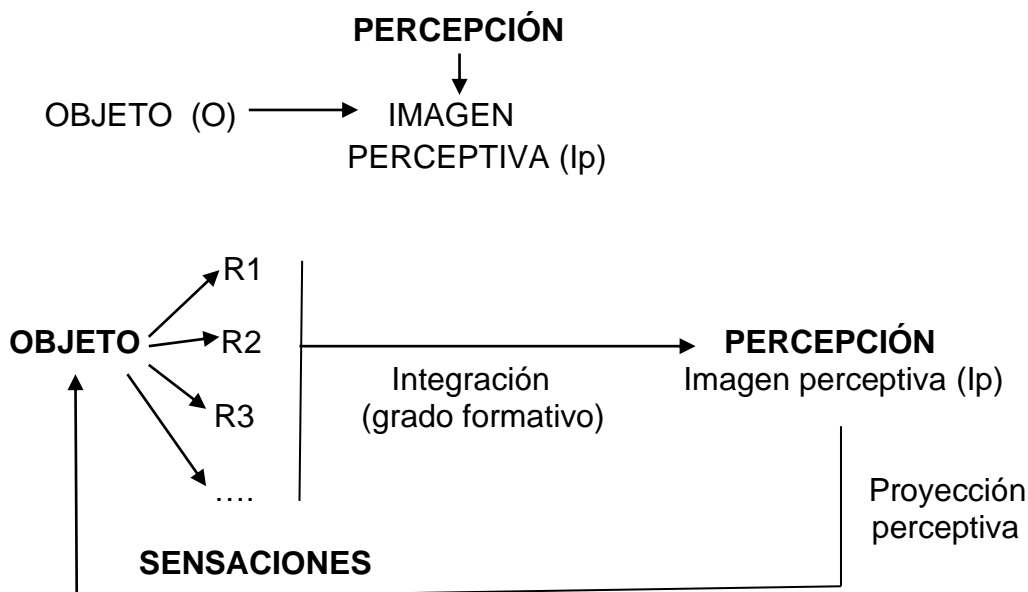 PERCEPCIÓN
OBJETO (O)
IMAGEN
PERCEPTIVA (Ip)
R1
OBJETO
R2
R3
....
SENSACIONES
Integración
(grado formativo)
PERCEPCIÓN
Imagen perceptiva (Ip)
Proyección
perceptiva